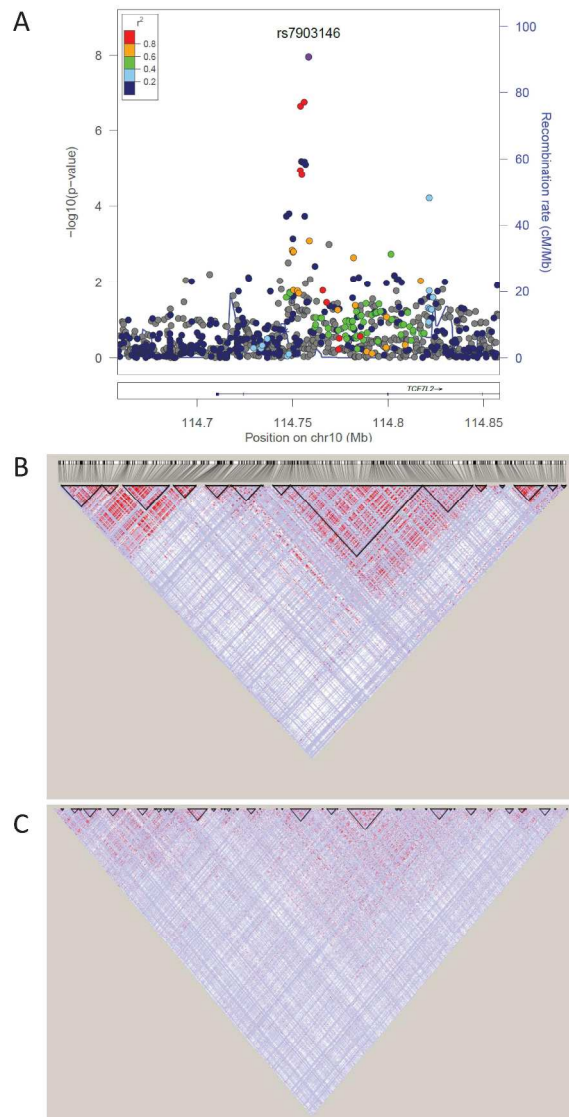 A
rs7903146
r²
0.8
0.6
0.4
0.2
8
6
4
2
0
−log10(p-value)
100
80
60
40
20
0
Recombination rate (cM/Mb)
TCF7L2→
114.7
114.75
114.8
114.85
Position on chr10 (Mb)
B
C